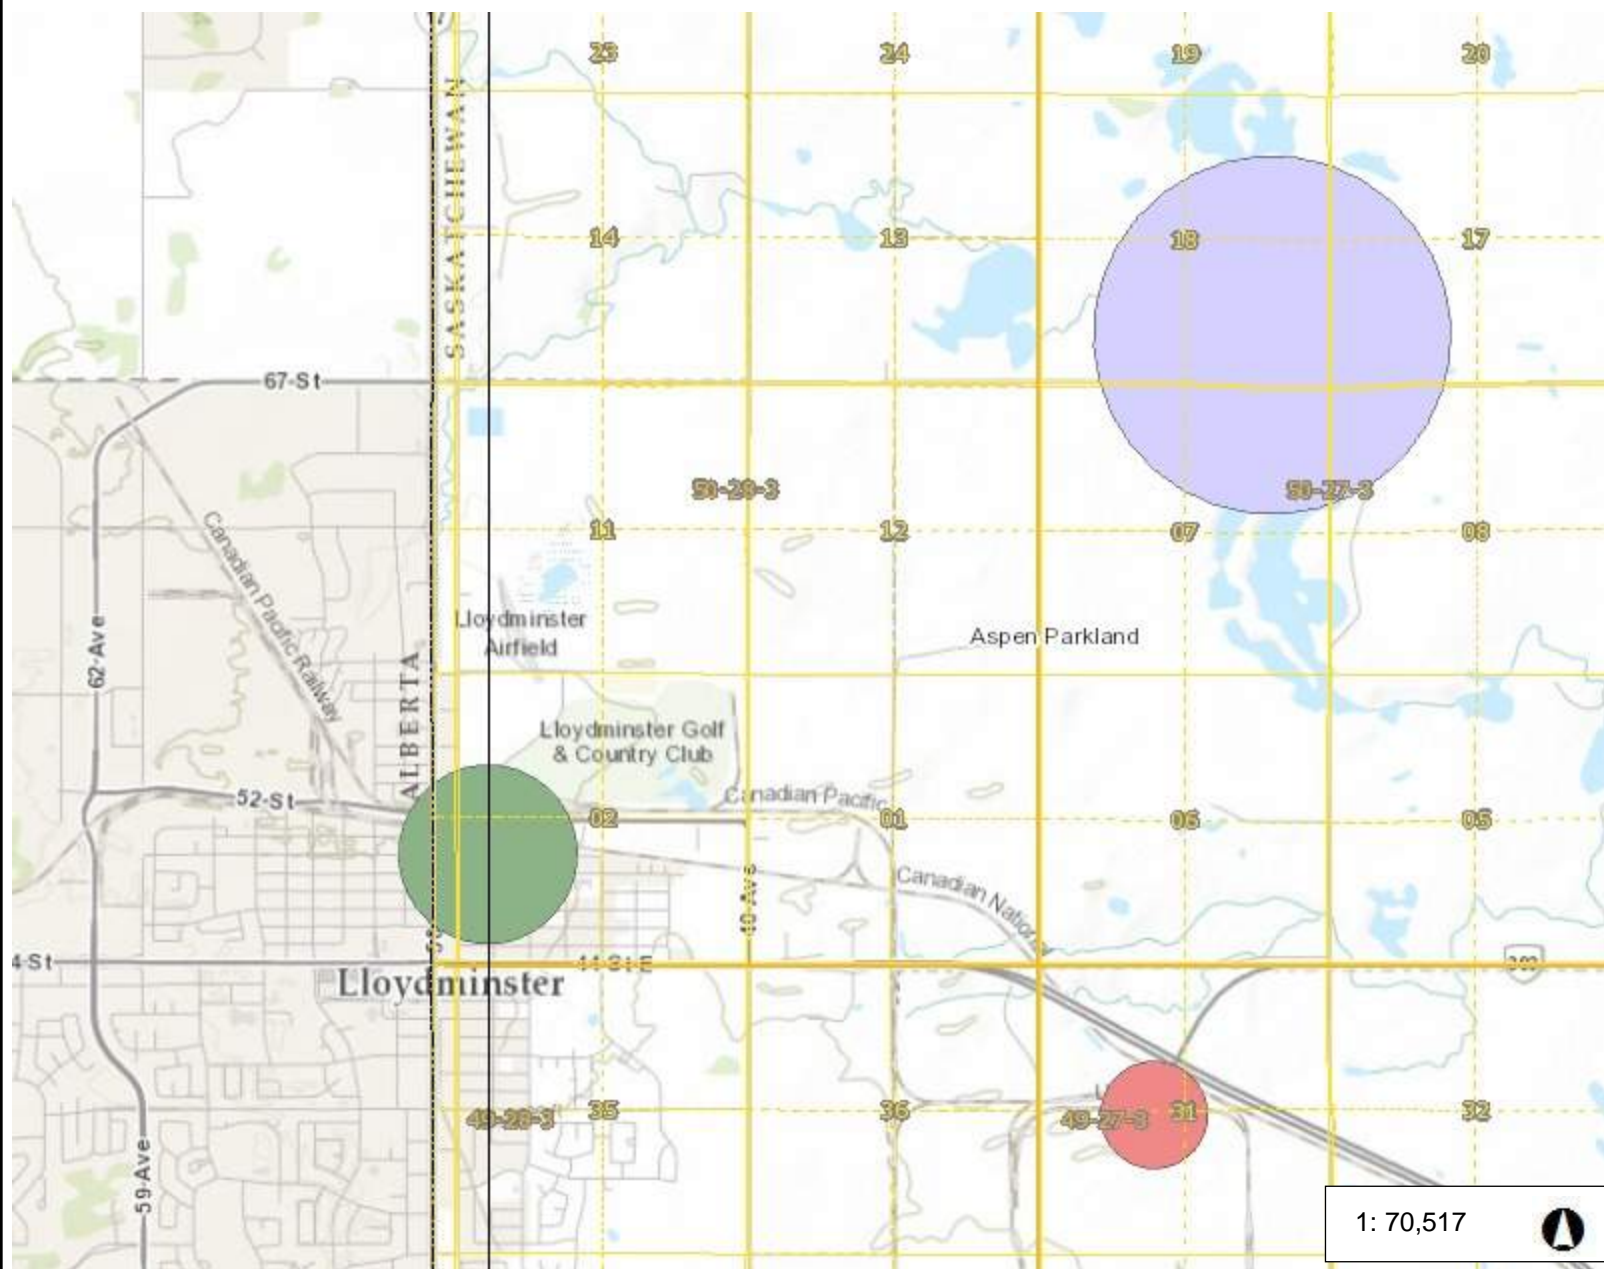 23
24
19
20
SASKATCHEWAN
14
13
18
17
67-St
50-28-3
50-27-3
11
12
07
08
Canadian Pacific Railway
Lloydminster
Airfield
62-Ave
Aspen Parkland
ALBERTA
Lloydminster Golf
& Country Club
52-St
Canadian Pacific
02
01
06
05
40 Ave
Canadian National
4-St
Lloydminster
49-28-3
35
36
49-27-3
31
32
59-Ave
1: 70,517